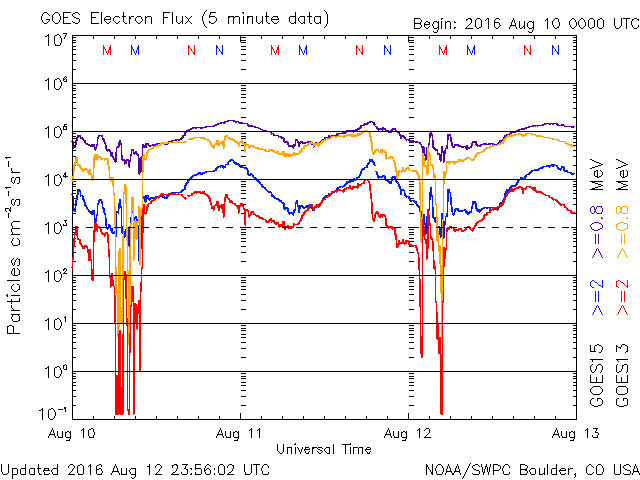 GOES Electron Flux (5 minute data)
Begin: 2016 Aug 10 0000 UTC
10⁷
M M N N M M N N M M N N
10⁶
10⁵
10⁴
10³
10²
10¹
10⁰
10⁻¹
Particles cm⁻²s⁻¹sr⁻¹
GOES15 >=2 >=0.8 MeV
GOES13 >=2 >=0.8 MeV
Aug 10 Aug 11 Aug 12 Aug 13
Universal Time
Updated 2016 Aug 12 23:56:02 UTC
NOAA/SWPC Boulder, CO USA